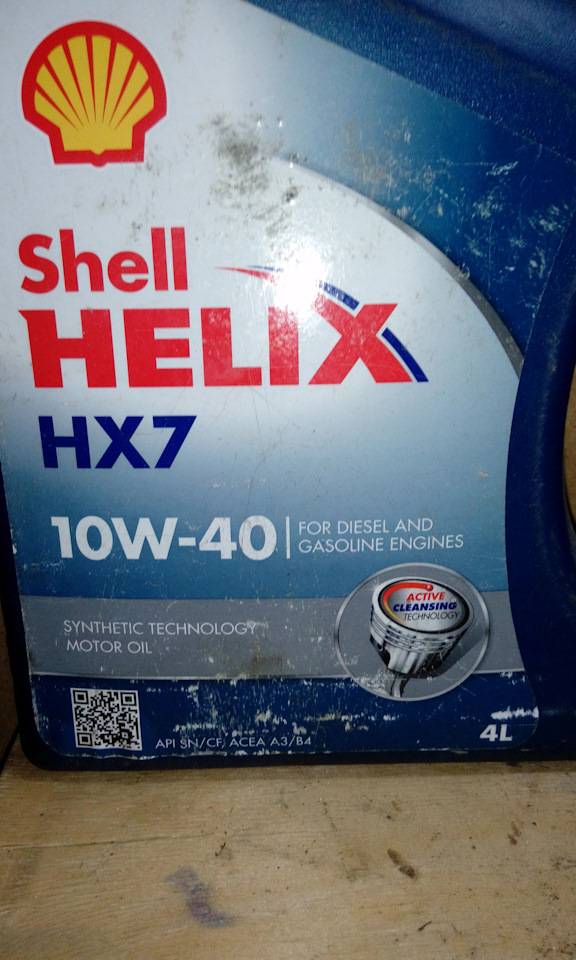 Shell
HELIX
HX7
10W-40
FOR DIESEL AND
GASOLINE ENGINES
ACTIVE
CLEANSING
TECHNOLOGY
SYNTHETIC TECHNOLOGY
MOTOR OIL
API SN/CF, ACEA A3/B4
4L